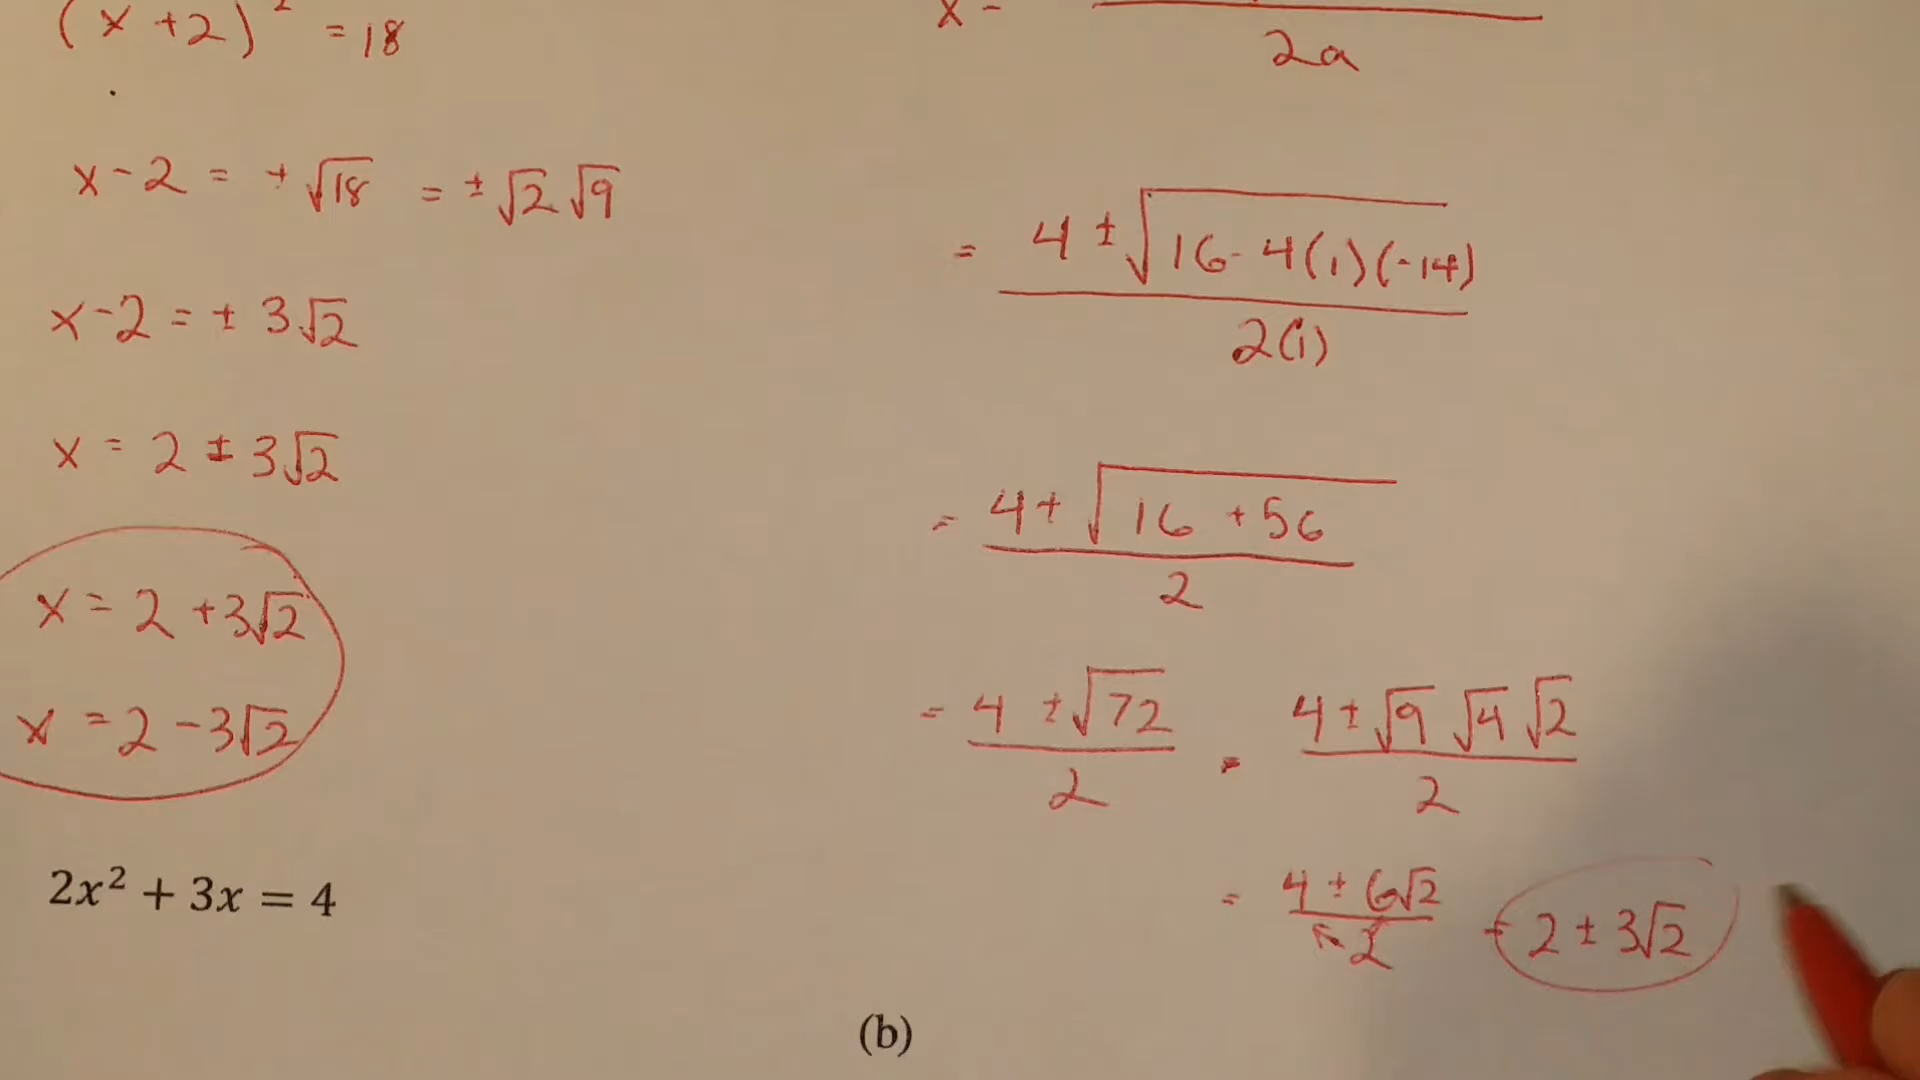 (x + 2)² = 18
x - 2 = ± √18 = ± √2 √9
x - 2 = ± 3√2
x = 2 ± 3√2
x = 2 + 3√2
x = 2 - 3√2
2x² + 3x = 4
x =
2a
= 4 ± √16 - 4(1)(-14)
2(1)
= 4 ± √16 + 56
2
= 4 ± √72 = 4 ± √9 √4 √2
2 2
= 4 ± 6√2 = 2 ± 3√2
2
(b)